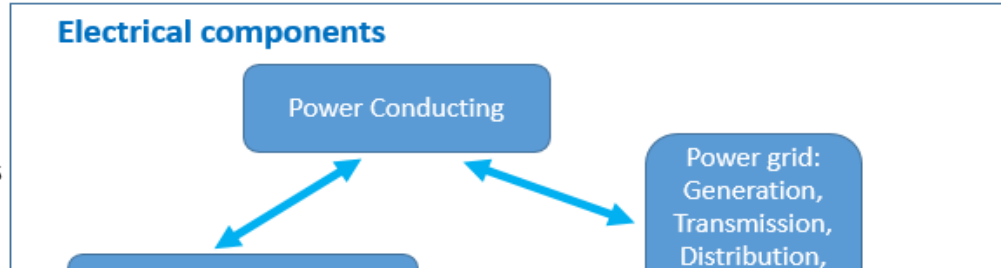 Electrical components
Power Conducting
Power grid:
Generation,
Transmission,
Distribution,